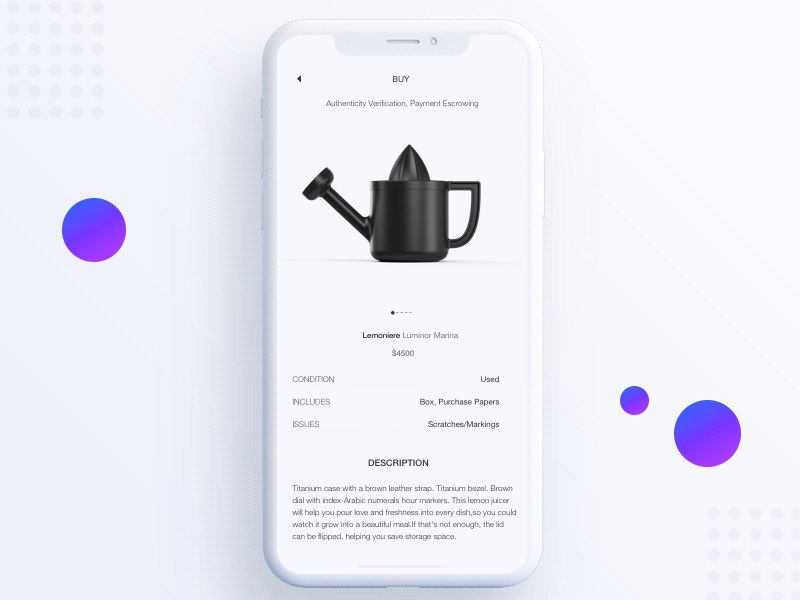 BUY
Authenticity Verification, Payment Escrowing
Lemoniere Luminor Marina
$4500
CONDITION Used
INCLUDES Box, Purchase Papers
ISSUES Scratches/Markings
DESCRIPTION
Titanium case with a brown leather strap. Titanium bezel. Brown
dial with index-Arabic numerals hour markers. This lemon juicer
will help you pour love and freshness into every dish,so you could
watch it grow into a beautiful meal.If that's not enough, the lid
can be flipped, helping you save storage space.